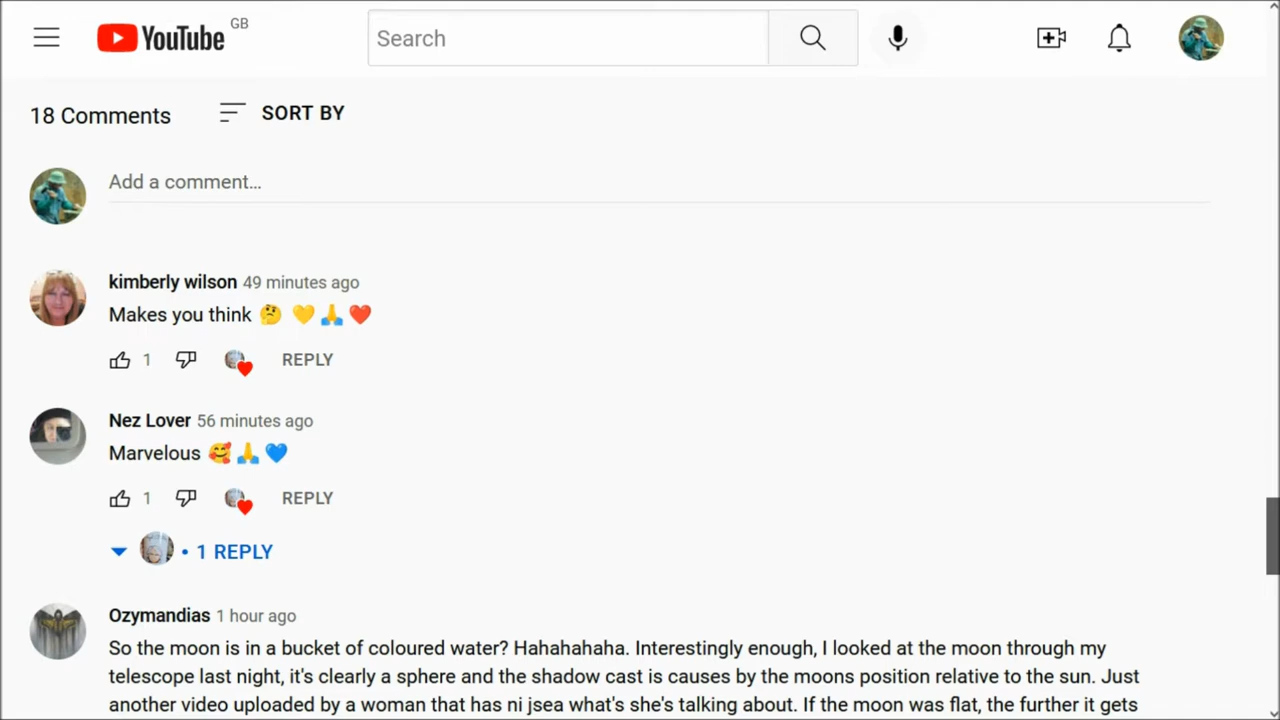 YouTube GB
Search
18 Comments
SORT BY
Add a comment...
kimberly wilson 49 minutes ago
Makes you think 🤔 💛🙏❤️
1 REPLY
Nez Lover 56 minutes ago
Marvelous 🥰🙏💙
1 REPLY
• 1 REPLY
Ozymandias 1 hour ago
So the moon is in a bucket of coloured water? Hahahahaha. Interestingly enough, I looked at the moon through my
telescope last night, it's clearly a sphere and the shadow cast is causes by the moons position relative to the sun. Just
another video uploaded by a woman that has ni jsea what's she's talking about. If the moon was flat, the further it gets